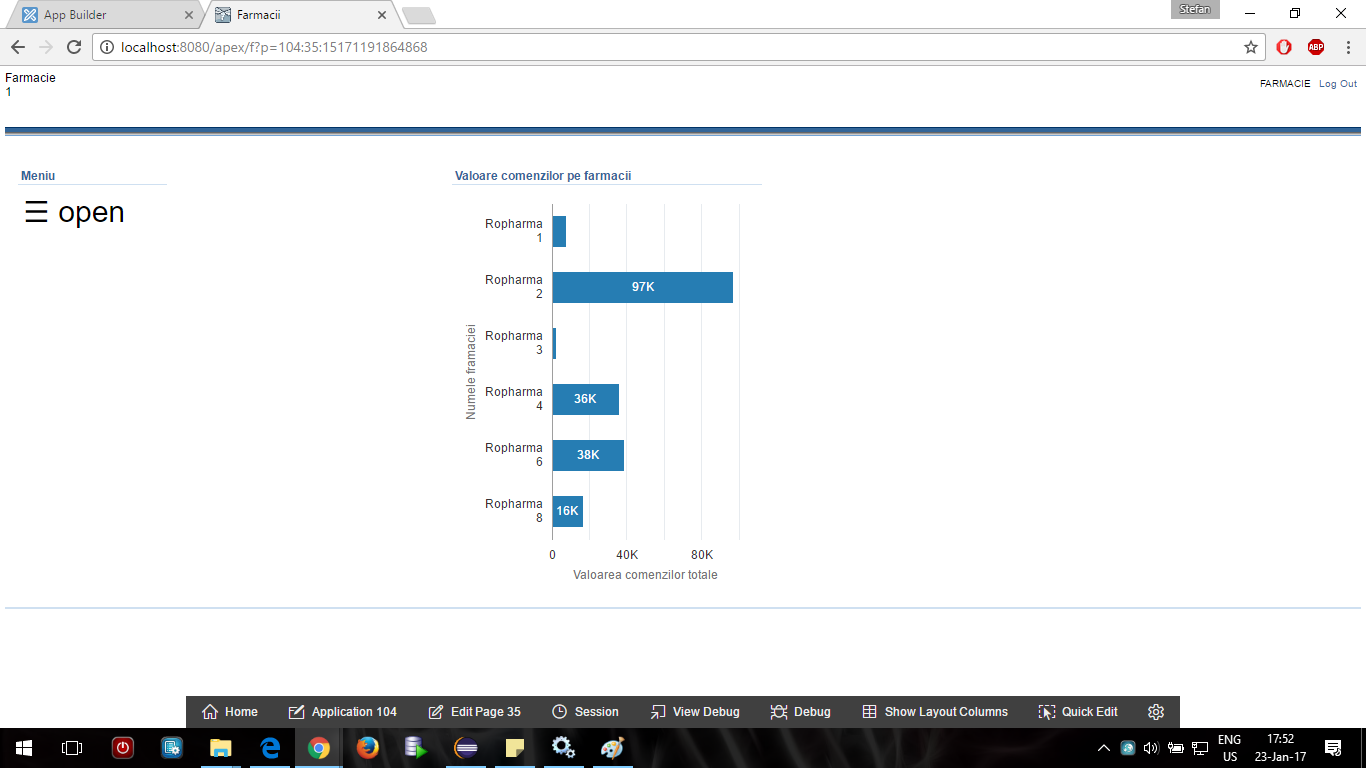 App Builder
Farmacii
Stefan
localhost:8080/apex/f?p=104:35:15171191864868
ABP
Farmacie
1
FARMACIE Log Out
Meniu
☰ open
Valoare comenzilor pe farmacii
Numele framaciei
Ropharma
1
Ropharma
2
97K
Ropharma
3
Ropharma
4
36K
Ropharma
6
38K
Ropharma
8
16K
0 40K 80K
Valoarea comenzilor totale
Home Application 104 Edit Page 35 Session View Debug Debug Show Layout Columns Quick Edit
ENG
US
17:52
23-Jan-17